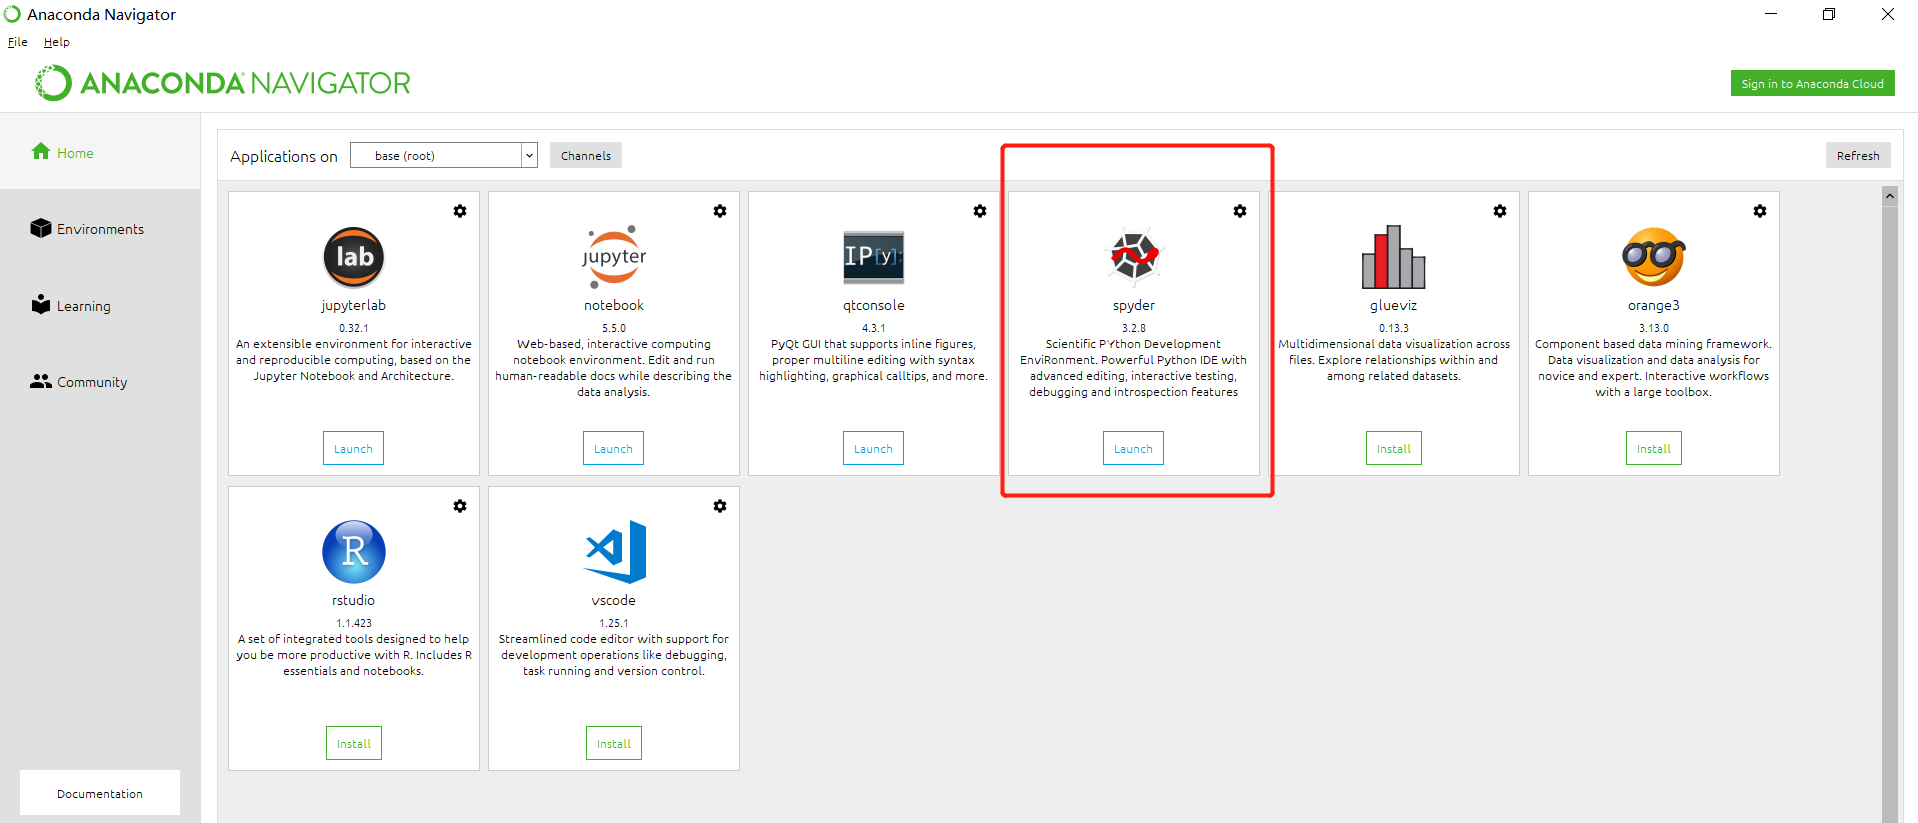 Anaconda Navigator
File Help
ANACONDA NAVIGATOR
Sign in to Anaconda Cloud
Home
Environments
Learning
Community
Documentation
Applications on base (root) Channels Refresh
lab
jupyterlab
0.32.1
An extensible environment for interactive
and reproducible computing, based on the
Jupyter Notebook and Architecture.
Launch
jupyter
notebook
5.5.0
Web-based, interactive computing
notebook environment. Edit and run
human-readable docs while describing the
data analysis.
Launch
IP[y]:
qtconsole
4.3.1
PyQt GUI that supports inline figures,
proper multiline editing with syntax
highlighting, graphical calltips, and more.
Launch
spyder
3.2.8
Scientific PYthon Development
EnviRonment. Powerful Python IDE with
advanced editing, interactive testing,
debugging and introspection features
Launch
glueviz
0.13.3
Multidimensional data visualization across
files. Explore relationships within and
among related datasets.
Install
orange3
3.13.0
Component based data mining framework.
Data visualization and data analysis for
novice and expert. Interactive workflows
with a large toolbox.
Install
R
rstudio
1.1.423
A set of integrated tools designed to help
you be more productive with R. Includes R
essentials and notebooks.
Install
vscode
1.25.1
Streamlined code editor with support for
development operations like debugging,
task running and version control.
Install